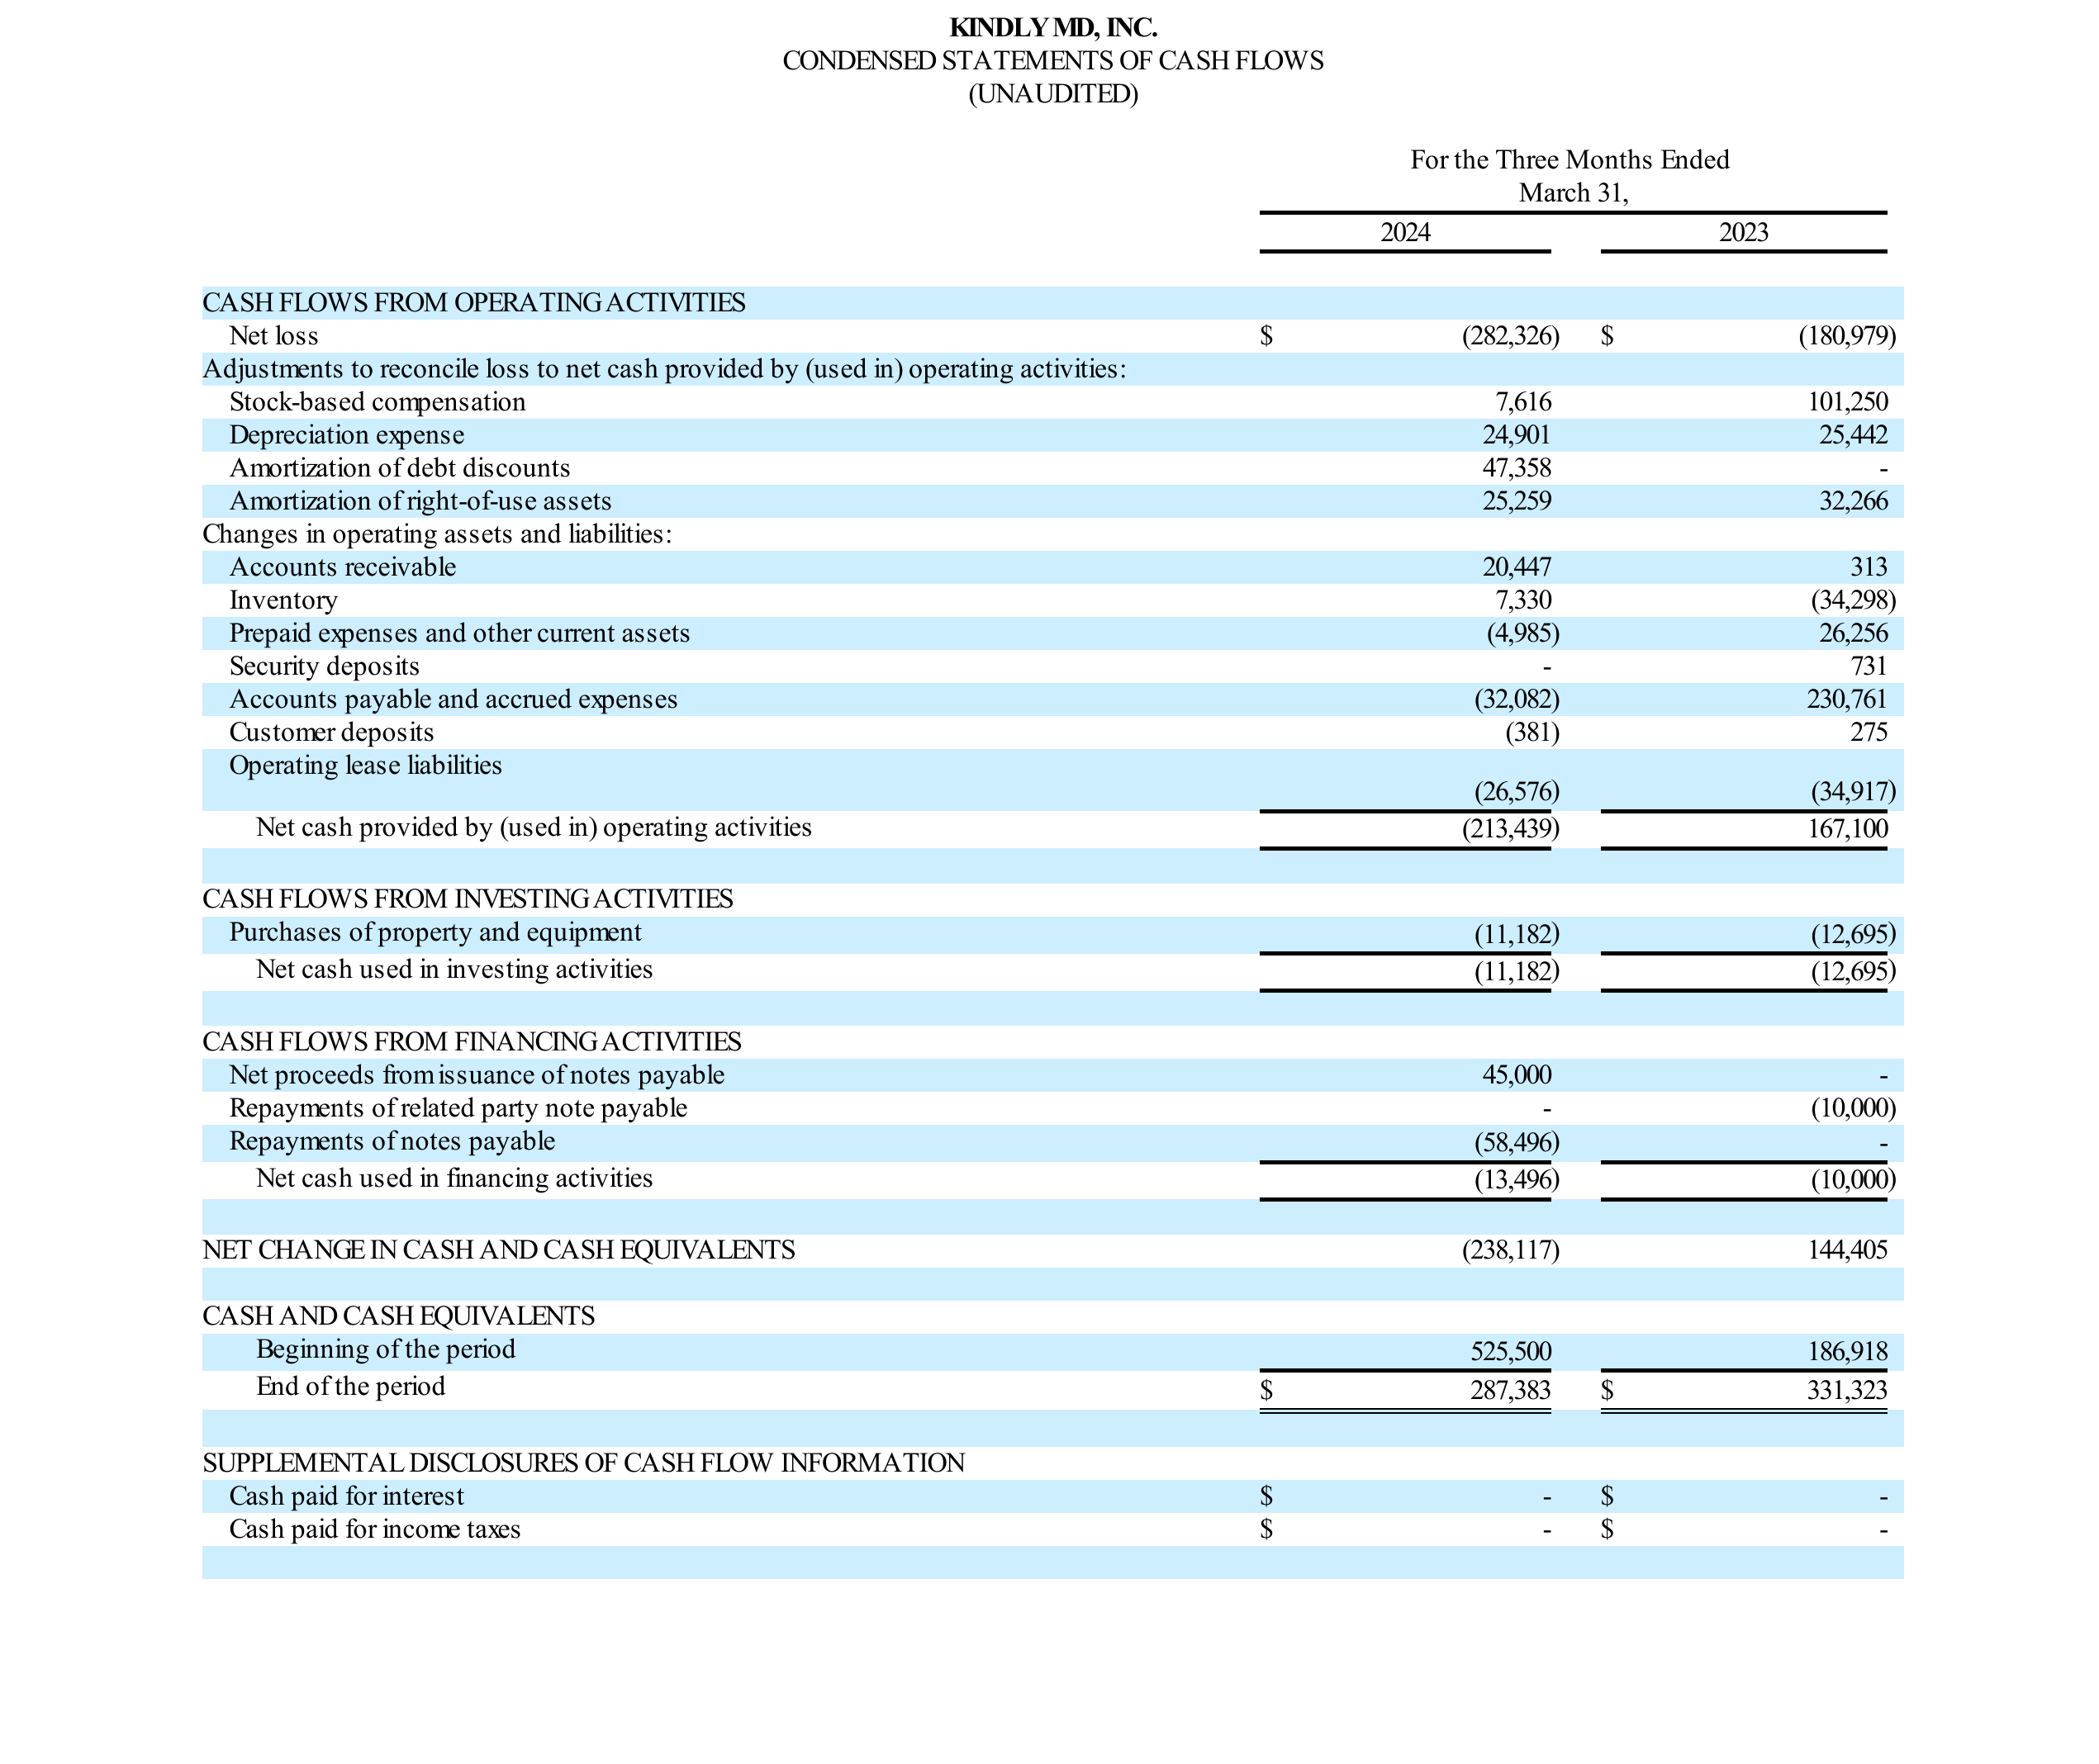 KINDLY MD, INC.
CONDENSED STATEMENTS OF CASH FLOWS
(UNAUDITED)
For the Three Months Ended
March 31,
2024 2023
CASH FLOWS FROM OPERATING ACTIVITIES
Net loss $ (282,326) $ (180,979)
Adjustments to reconcile loss to net cash provided by (used in) operating activities:
Stock-based compensation 7,616 101,250
Depreciation expense 24,901 25,442
Amortization of debt discounts 47,358 -
Amortization of right-of-use assets 25,259 32,266
Changes in operating assets and liabilities:
Accounts receivable 20,447 313
Inventory 7,330 (34,298)
Prepaid expenses and other current assets (4,985) 26,256
Security deposits - 731
Accounts payable and accrued expenses (32,082) 230,761
Customer deposits (381) 275
Operating lease liabilities (26,576) (34,917)
Net cash provided by (used in) operating activities (213,439) 167,100
CASH FLOWS FROM INVESTING ACTIVITIES
Purchases of property and equipment (11,182) (12,695)
Net cash used in investing activities (11,182) (12,695)
CASH FLOWS FROM FINANCING ACTIVITIES
Net proceeds from issuance of notes payable 45,000 -
Repayments of related party note payable - (10,000)
Repayments of notes payable (58,496) -
Net cash used in financing activities (13,496) (10,000)
NET CHANGE IN CASH AND CASH EQUIVALENTS (238,117) 144,405
CASH AND CASH EQUIVALENTS
Beginning of the period 525,500 186,918
End of the period $ 287,383 $ 331,323
SUPPLEMENTAL DISCLOSURES OF CASH FLOW INFORMATION
Cash paid for interest $ - $ -
Cash paid for income taxes $ - $ -